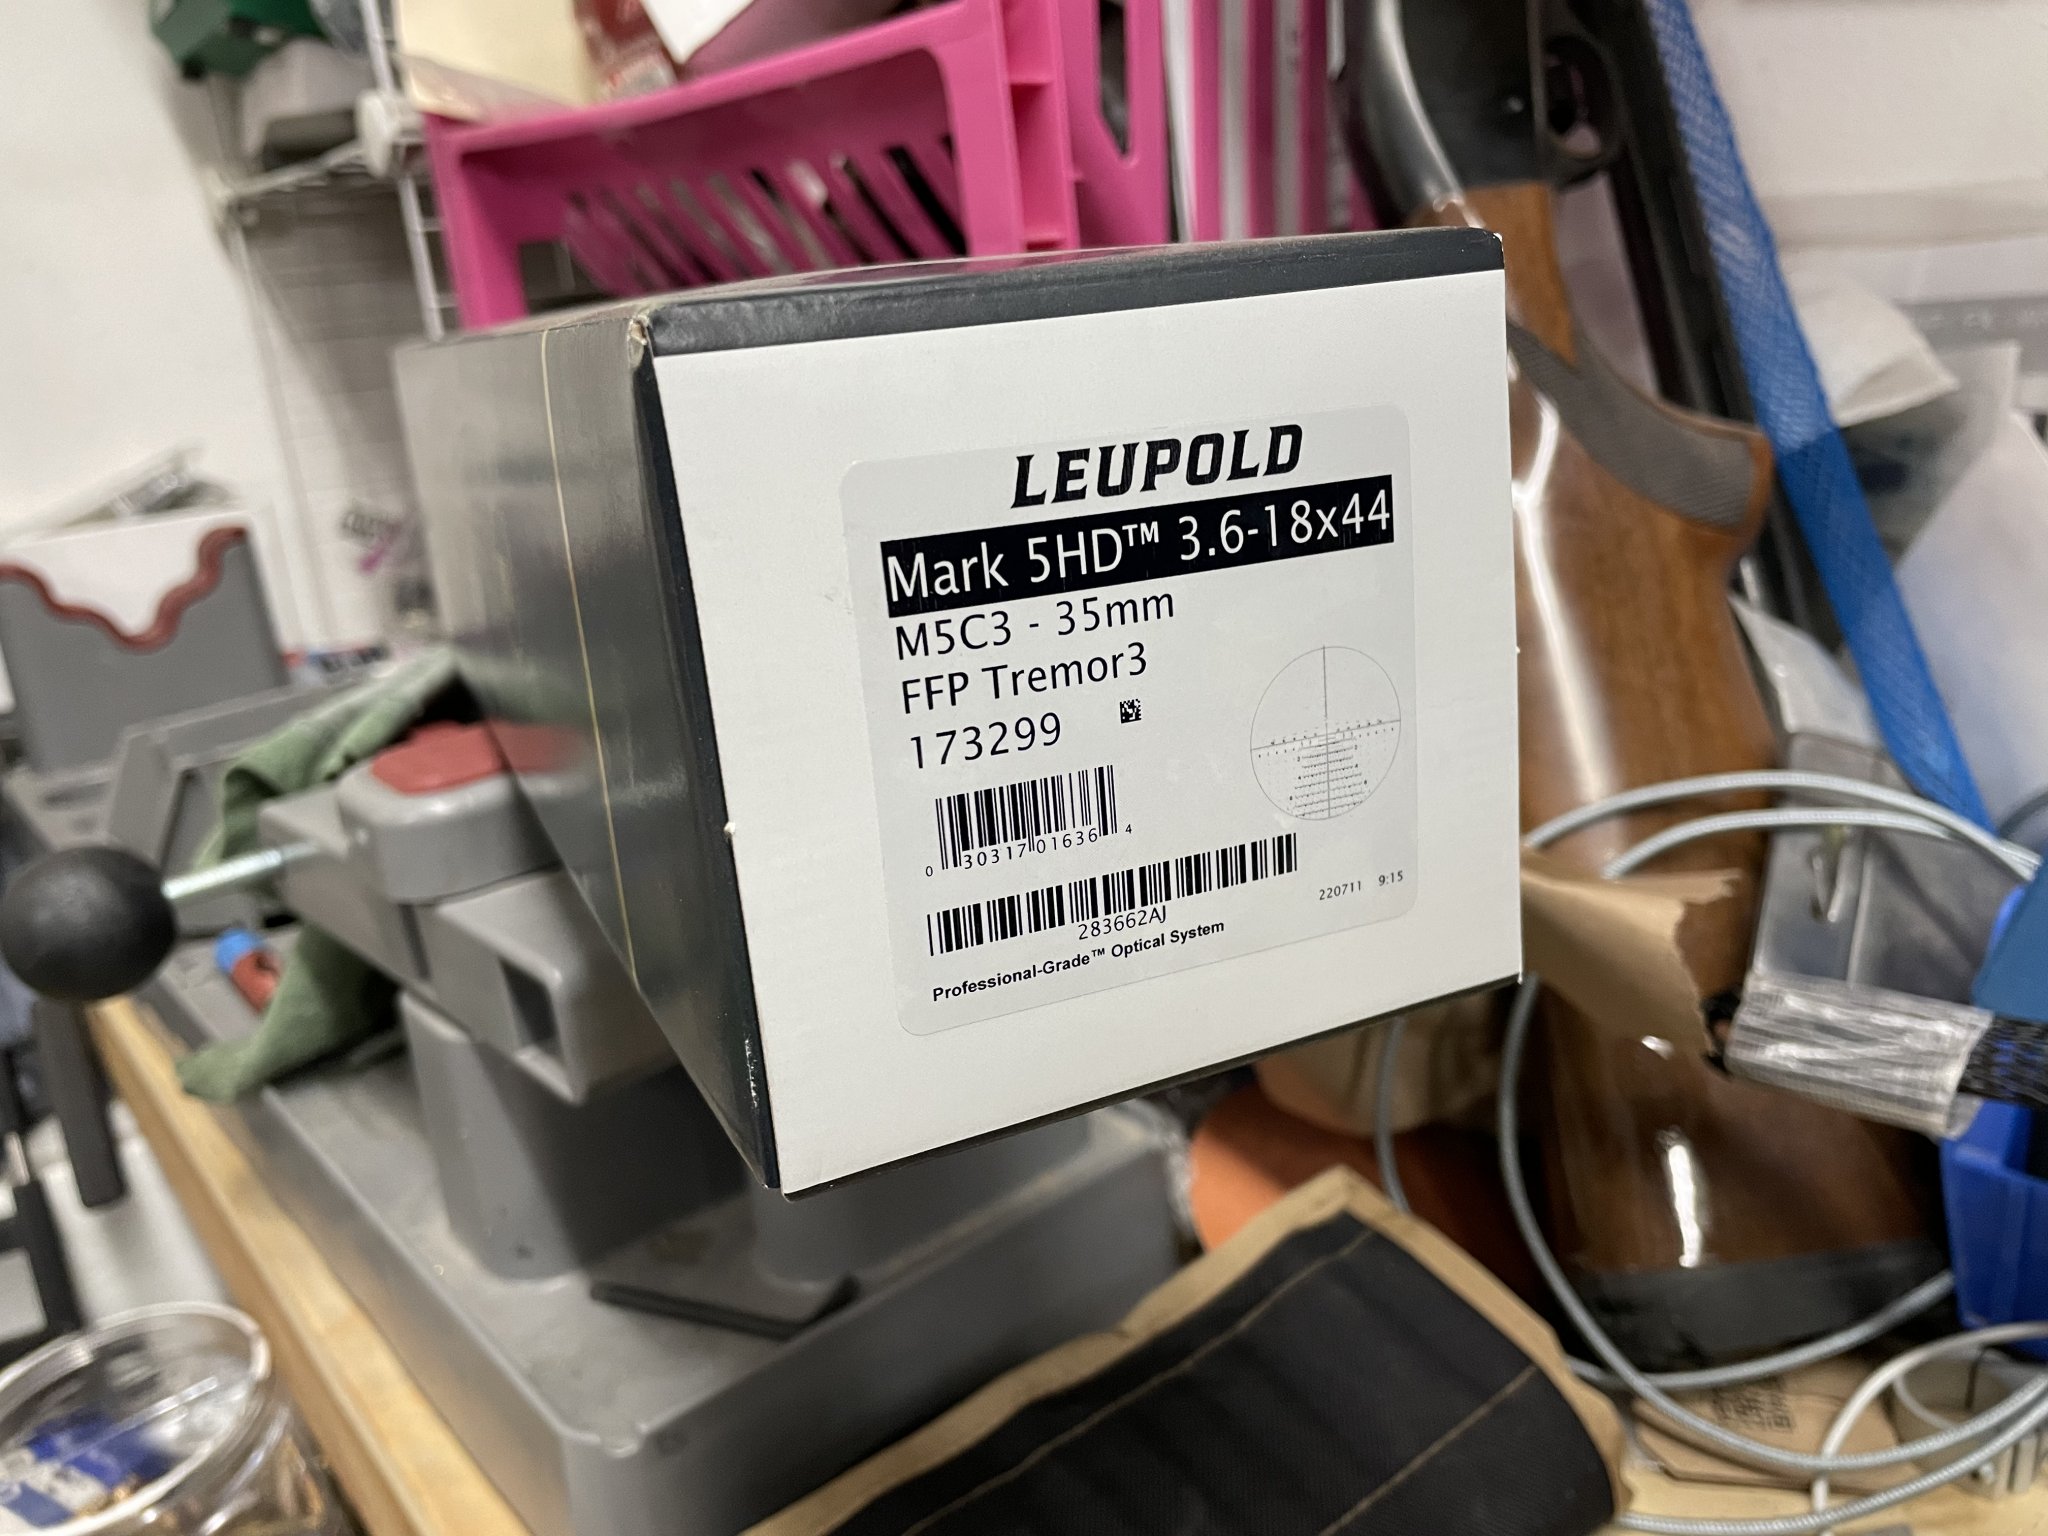 LEUPOLD
Mark 5HD™ 3.6-18x44
M5C3 - 35mm
FFP Tremor3
173299
0 30317 01636 4
283662AJ
220711 9:15
Professional-Grade™ Optical System